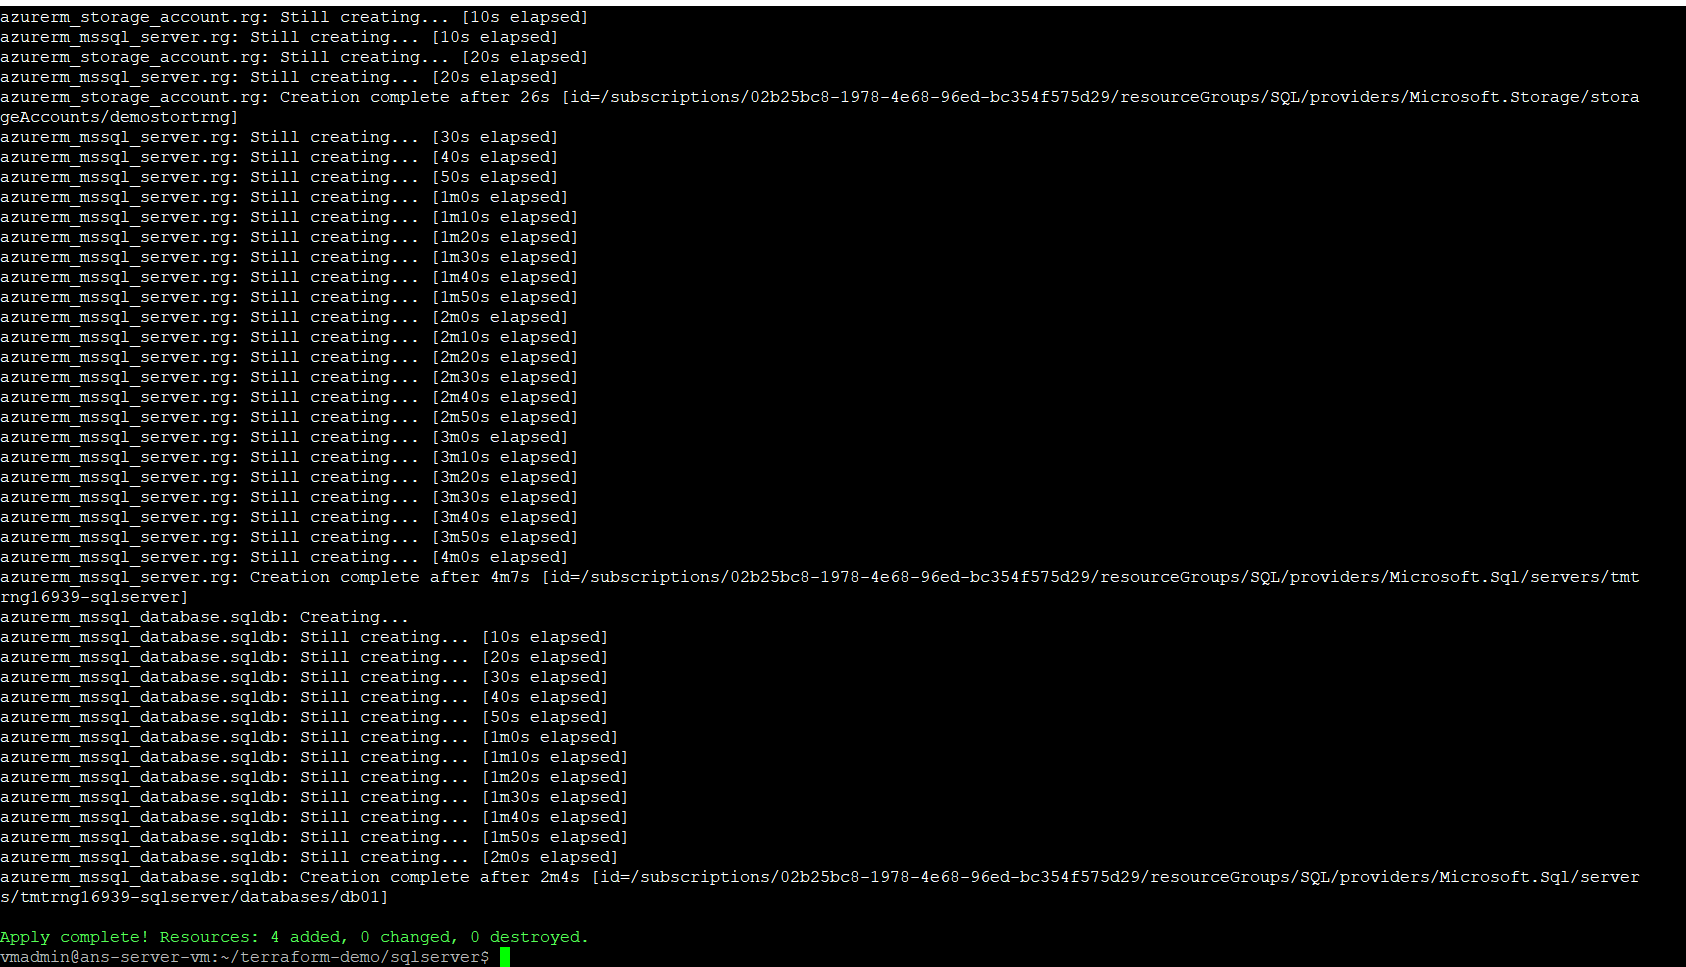 azurerm_storage_account.rg: Still creating... [10s elapsed]
azurerm_mssql_server.rg: Still creating... [10s elapsed]
azurerm_storage_account.rg: Still creating... [20s elapsed]
azurerm_mssql_server.rg: Still creating... [20s elapsed]
azurerm_storage_account.rg: Creation complete after 26s [id=/subscriptions/02b25bc8-1978-4e68-96ed-bc354f575d29/resourceGroups/SQL/providers/Microsoft.Storage/stora
geAccounts/demostortrng]
azurerm_mssql_server.rg: Still creating... [30s elapsed]
azurerm_mssql_server.rg: Still creating... [40s elapsed]
azurerm_mssql_server.rg: Still creating... [50s elapsed]
azurerm_mssql_server.rg: Still creating... [1m0s elapsed]
azurerm_mssql_server.rg: Still creating... [1m10s elapsed]
azurerm_mssql_server.rg: Still creating... [1m20s elapsed]
azurerm_mssql_server.rg: Still creating... [1m30s elapsed]
azurerm_mssql_server.rg: Still creating... [1m40s elapsed]
azurerm_mssql_server.rg: Still creating... [1m50s elapsed]
azurerm_mssql_server.rg: Still creating... [2m0s elapsed]
azurerm_mssql_server.rg: Still creating... [2m10s elapsed]
azurerm_mssql_server.rg: Still creating... [2m20s elapsed]
azurerm_mssql_server.rg: Still creating... [2m30s elapsed]
azurerm_mssql_server.rg: Still creating... [2m40s elapsed]
azurerm_mssql_server.rg: Still creating... [2m50s elapsed]
azurerm_mssql_server.rg: Still creating... [3m0s elapsed]
azurerm_mssql_server.rg: Still creating... [3m10s elapsed]
azurerm_mssql_server.rg: Still creating... [3m20s elapsed]
azurerm_mssql_server.rg: Still creating... [3m30s elapsed]
azurerm_mssql_server.rg: Still creating... [3m40s elapsed]
azurerm_mssql_server.rg: Still creating... [3m50s elapsed]
azurerm_mssql_server.rg: Still creating... [4m0s elapsed]
azurerm_mssql_server.rg: Creation complete after 4m7s [id=/subscriptions/02b25bc8-1978-4e68-96ed-bc354f575d29/resourceGroups/SQL/providers/Microsoft.Sql/servers/tmt
rng16939-sqlserver]
azurerm_mssql_database.sqldb: Creating...
azurerm_mssql_database.sqldb: Still creating... [10s elapsed]
azurerm_mssql_database.sqldb: Still creating... [20s elapsed]
azurerm_mssql_database.sqldb: Still creating... [30s elapsed]
azurerm_mssql_database.sqldb: Still creating... [40s elapsed]
azurerm_mssql_database.sqldb: Still creating... [50s elapsed]
azurerm_mssql_database.sqldb: Still creating... [1m0s elapsed]
azurerm_mssql_database.sqldb: Still creating... [1m10s elapsed]
azurerm_mssql_database.sqldb: Still creating... [1m20s elapsed]
azurerm_mssql_database.sqldb: Still creating... [1m30s elapsed]
azurerm_mssql_database.sqldb: Still creating... [1m40s elapsed]
azurerm_mssql_database.sqldb: Still creating... [1m50s elapsed]
azurerm_mssql_database.sqldb: Still creating... [2m0s elapsed]
azurerm_mssql_database.sqldb: Creation complete after 2m4s [id=/subscriptions/02b25bc8-1978-4e68-96ed-bc354f575d29/resourceGroups/SQL/providers/Microsoft.Sql/server
s/tmtrng16939-sqlserver/databases/db01]
Apply complete! Resources: 4 added, 0 changed, 0 destroyed.
vmadmin@ans-server-vm:~/terraform-demo/sqlserver$